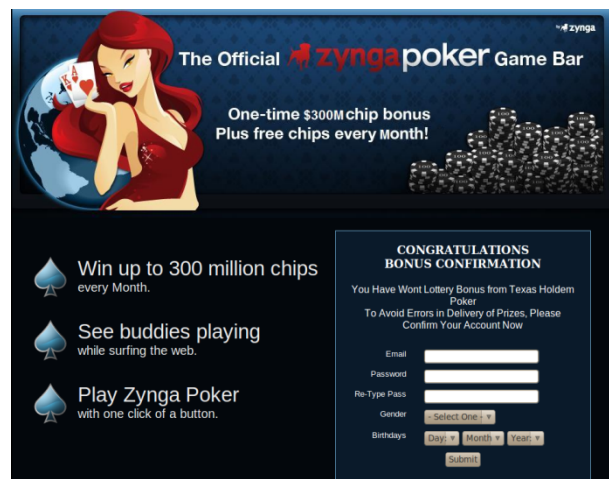 by zynga
The Official zyngapoker Game Bar
One-time $300M chip bonus
Plus free chips every Month!
Win up to 300 million chips
every Month.
See buddies playing
while surfing the web.
Play Zynga Poker
with one click of a button.
CONGRATULATIONS
BONUS CONFIRMATION
You Have Wont Lottery Bonus from Texas Holdem
Poker
To Avoid Errors in Delivery of Prizes, Please
Confirm Your Account Now
Email
Password
Re-Type Pass
Gender
- Select One -
Birthdays
Day: Month Year:
Submit